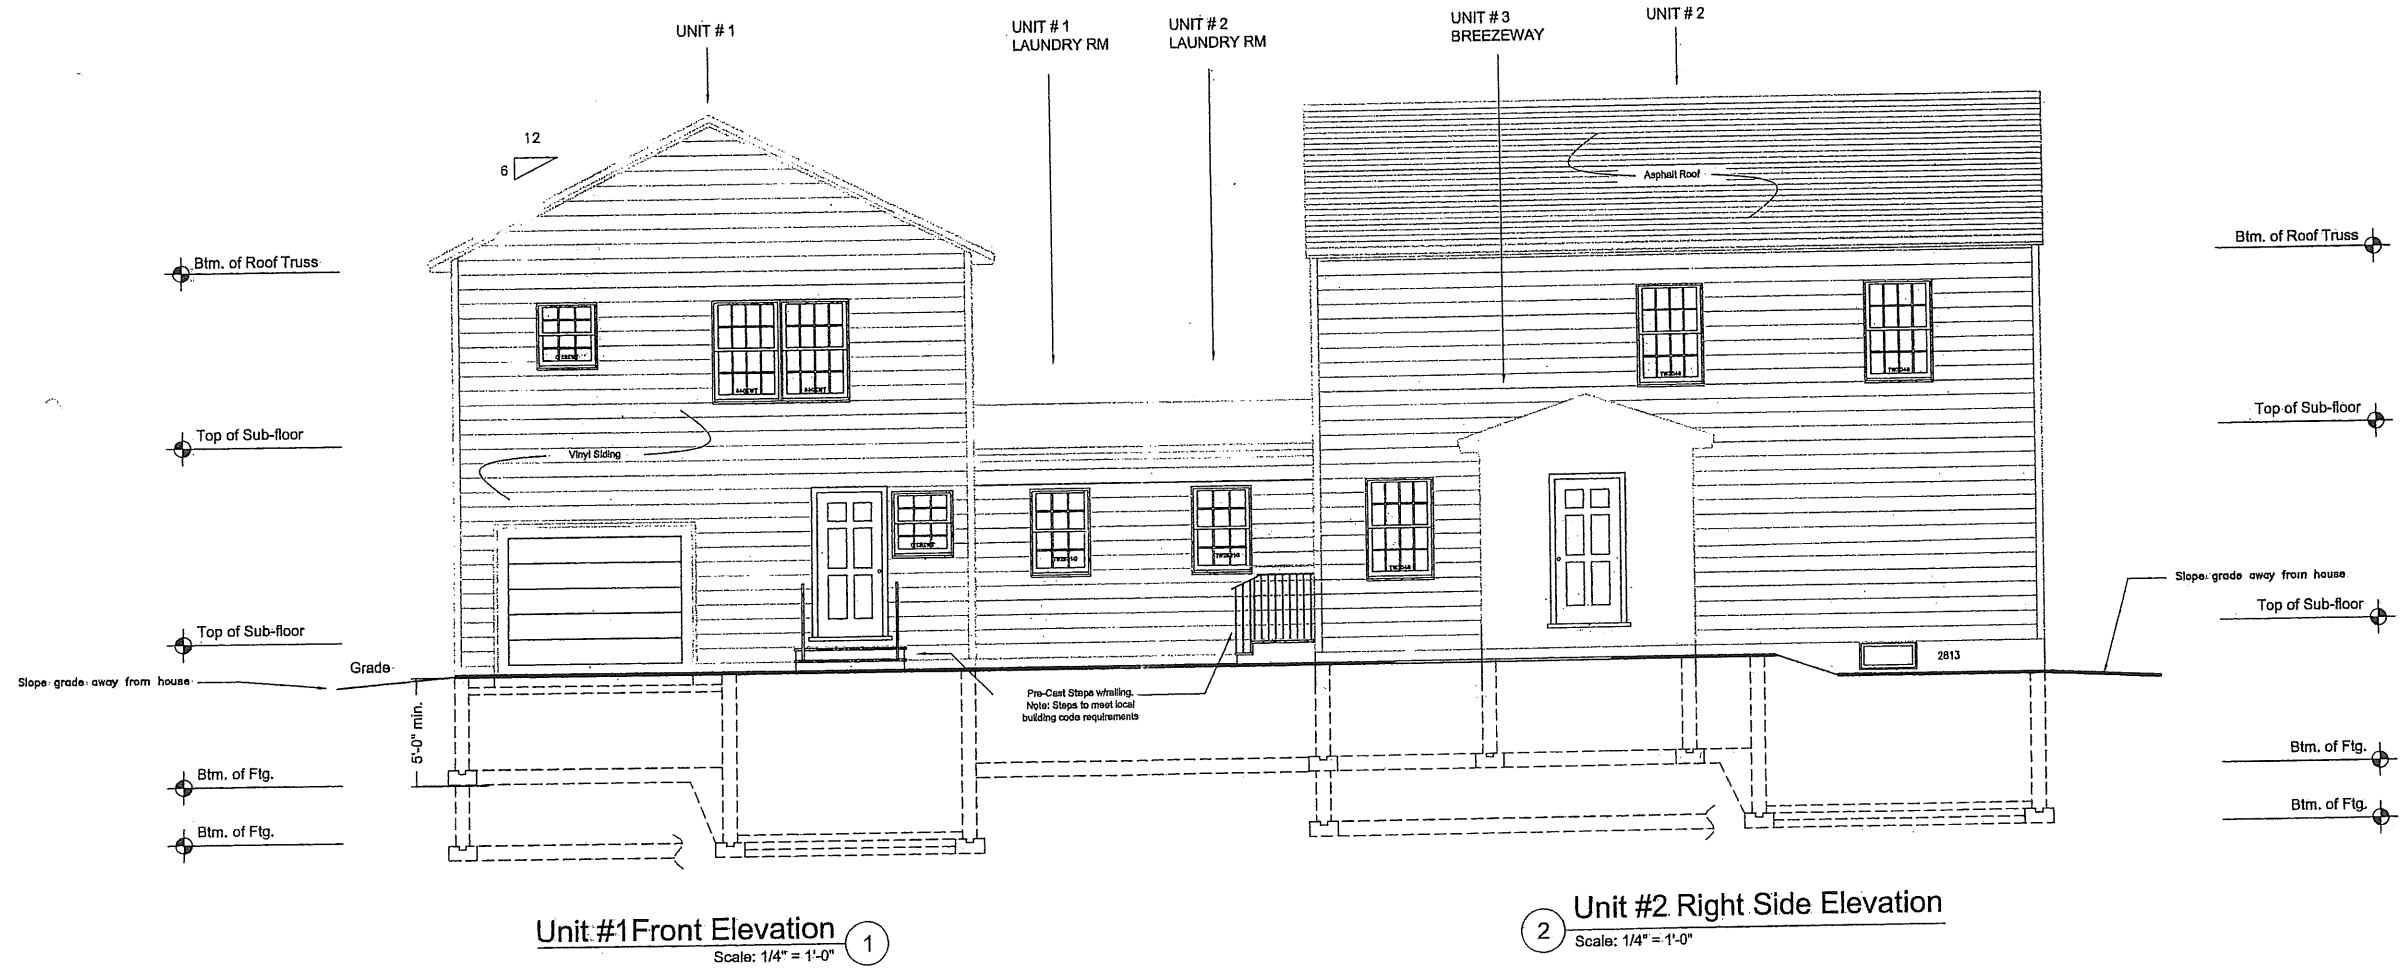 UNIT # 1
UNIT # 1
LAUNDRY RM
UNIT # 2
LAUNDRY RM
UNIT # 3
BREEZEWAY
UNIT # 2
12
6
Asphalt Roof
Btm. of Roof Truss
Btm. of Roof Truss
Top of Sub-floor
Top of Sub-floor
Vinyl Siding
Slope grade away from house
Top of Sub-floor
Top of Sub-floor
Grade
Slope grade away from house
2813
5'-0" min.
Pre-Cast Steps w/railing.
Note: Steps to meet local
building code requirements
Btm. of Ftg.
Btm. of Ftg.
Btm. of Ftg.
Btm. of Ftg.
Unit #1 Front Elevation
1
Scale: 1/4" = 1'-0"
2
Unit #2 Right Side Elevation
Scale: 1/4" = 1'-0"